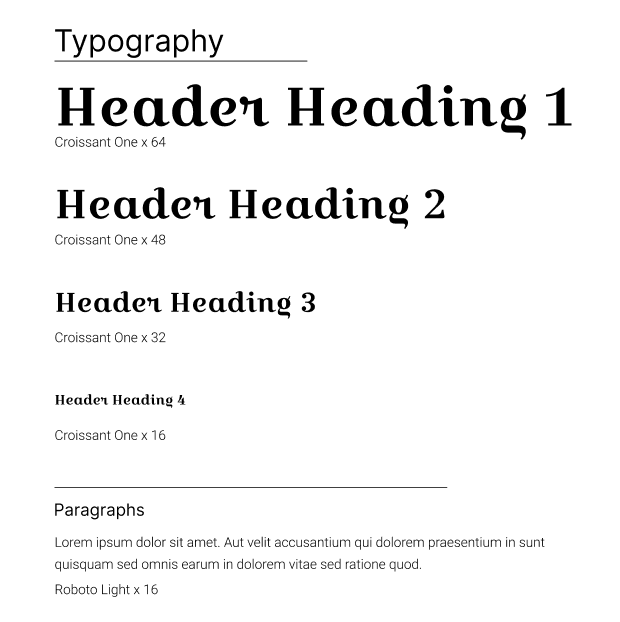 Typography
Header Heading 1
Croissant One x 64
Header Heading 2
Croissant One x 48
Header Heading 3
Croissant One x 32
Header Heading 4
Croissant One x 16
Paragraphs
Lorem ipsum dolor sit amet. Aut velit accusantium qui dolorem praesentium in sunt
quisquam sed omnis earum in dolorem vitae sed ratione quod.
Roboto Light x 16